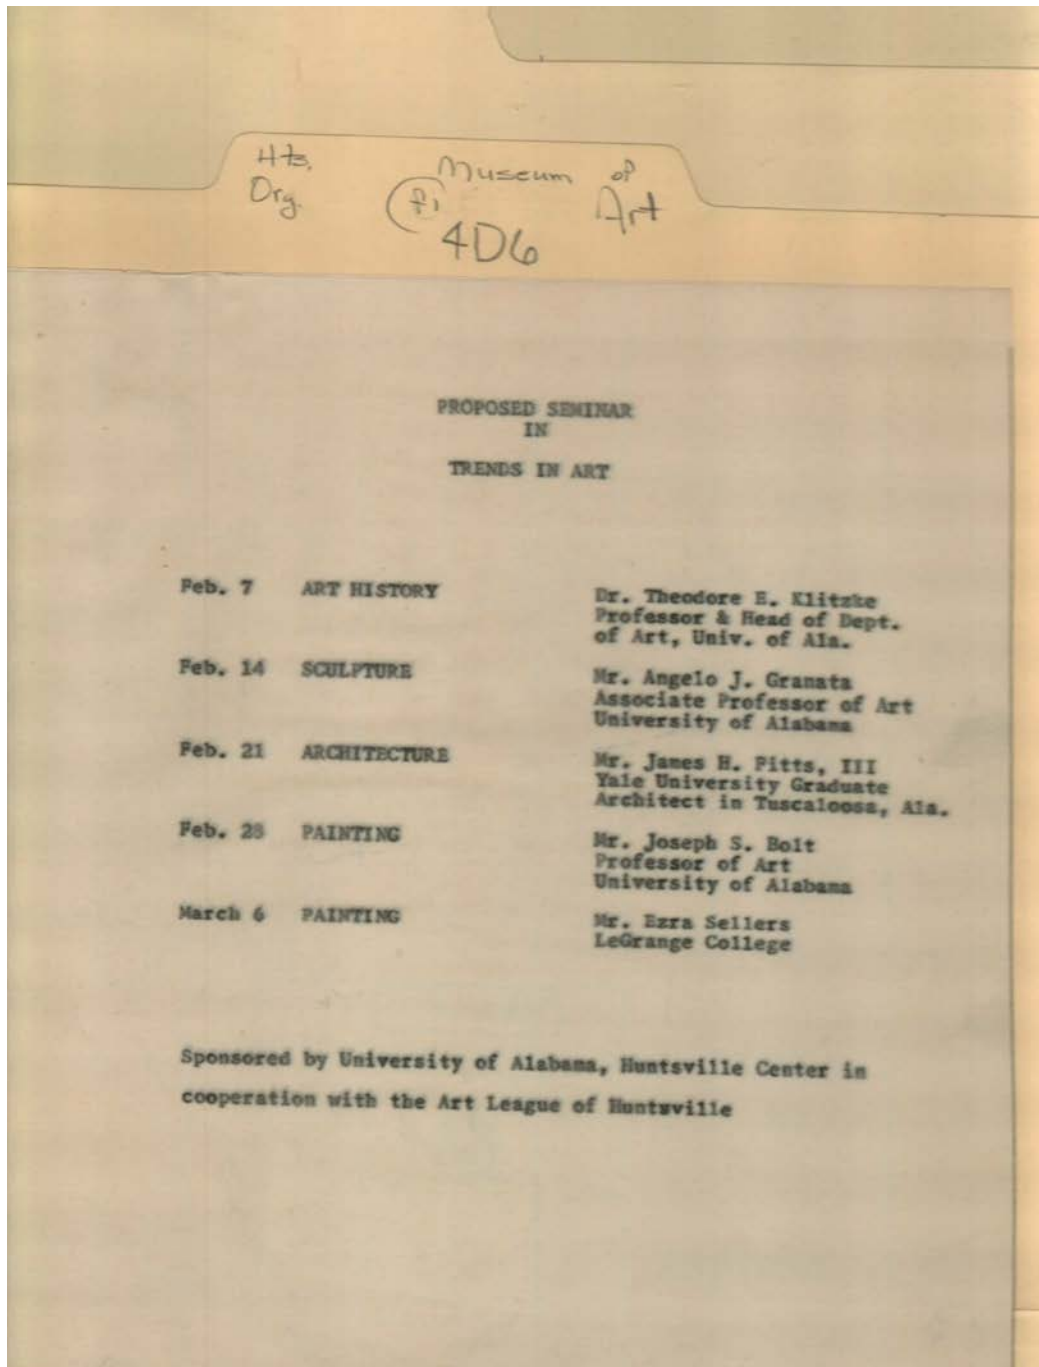 Hts. Museum of
Org. fi Art
4D6
PROPOSED SEMINAR
IN
TRENDS IN ART
Feb. 7 ART HISTORY Dr. Theodore E. Klitzke
Professor & Head of Dept.
of Art, Univ. of Ala.
Feb. 14 SCULPTURE Mr. Angelo J. Granata
Associate Professor of Art
University of Alabama
Feb. 21 ARCHITECTURE Mr. James H. Pitts, III
Yale University Graduate
Architect in Tuscaloosa, Ala.
Feb. 28 PAINTING Mr. Joseph S. Bolt
Professor of Art
University of Alabama
March 6 PAINTING Mr. Ezra Sellers
LeGrange College
Sponsored by University of Alabama, Huntsville Center in
cooperation with the Art League of Huntsville